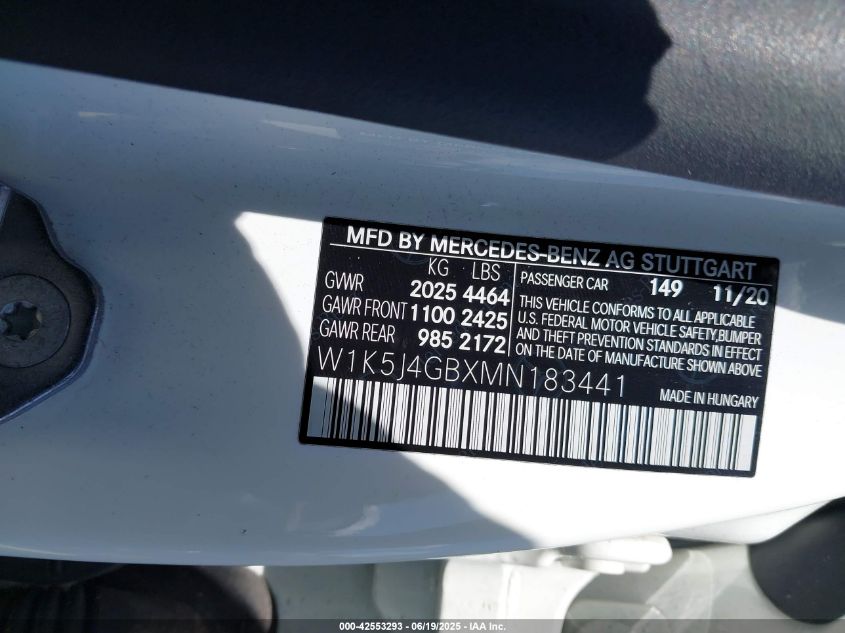 MFD BY MERCEDES-BENZ AG STUTTGART
KG LBS
GVWR 2025 4464
GAWR FRONT 1100 2425
GAWR REAR 985 2172
PASSENGER CAR 149 11/20
THIS VEHICLE CONFORMS TO ALL APPLICABLE
U.S. FEDERAL MOTOR VEHICLE SAFETY,BUMPER
AND THEFT PREVENTION STANDARDS IN EFFECT
ON THE DATE OF MANUFACTURE SHOWN ABOVE
W1K5J4GBXMN183441
MADE IN HUNGARY
000-42553293 - 06/19/2025 - IAA Inc.